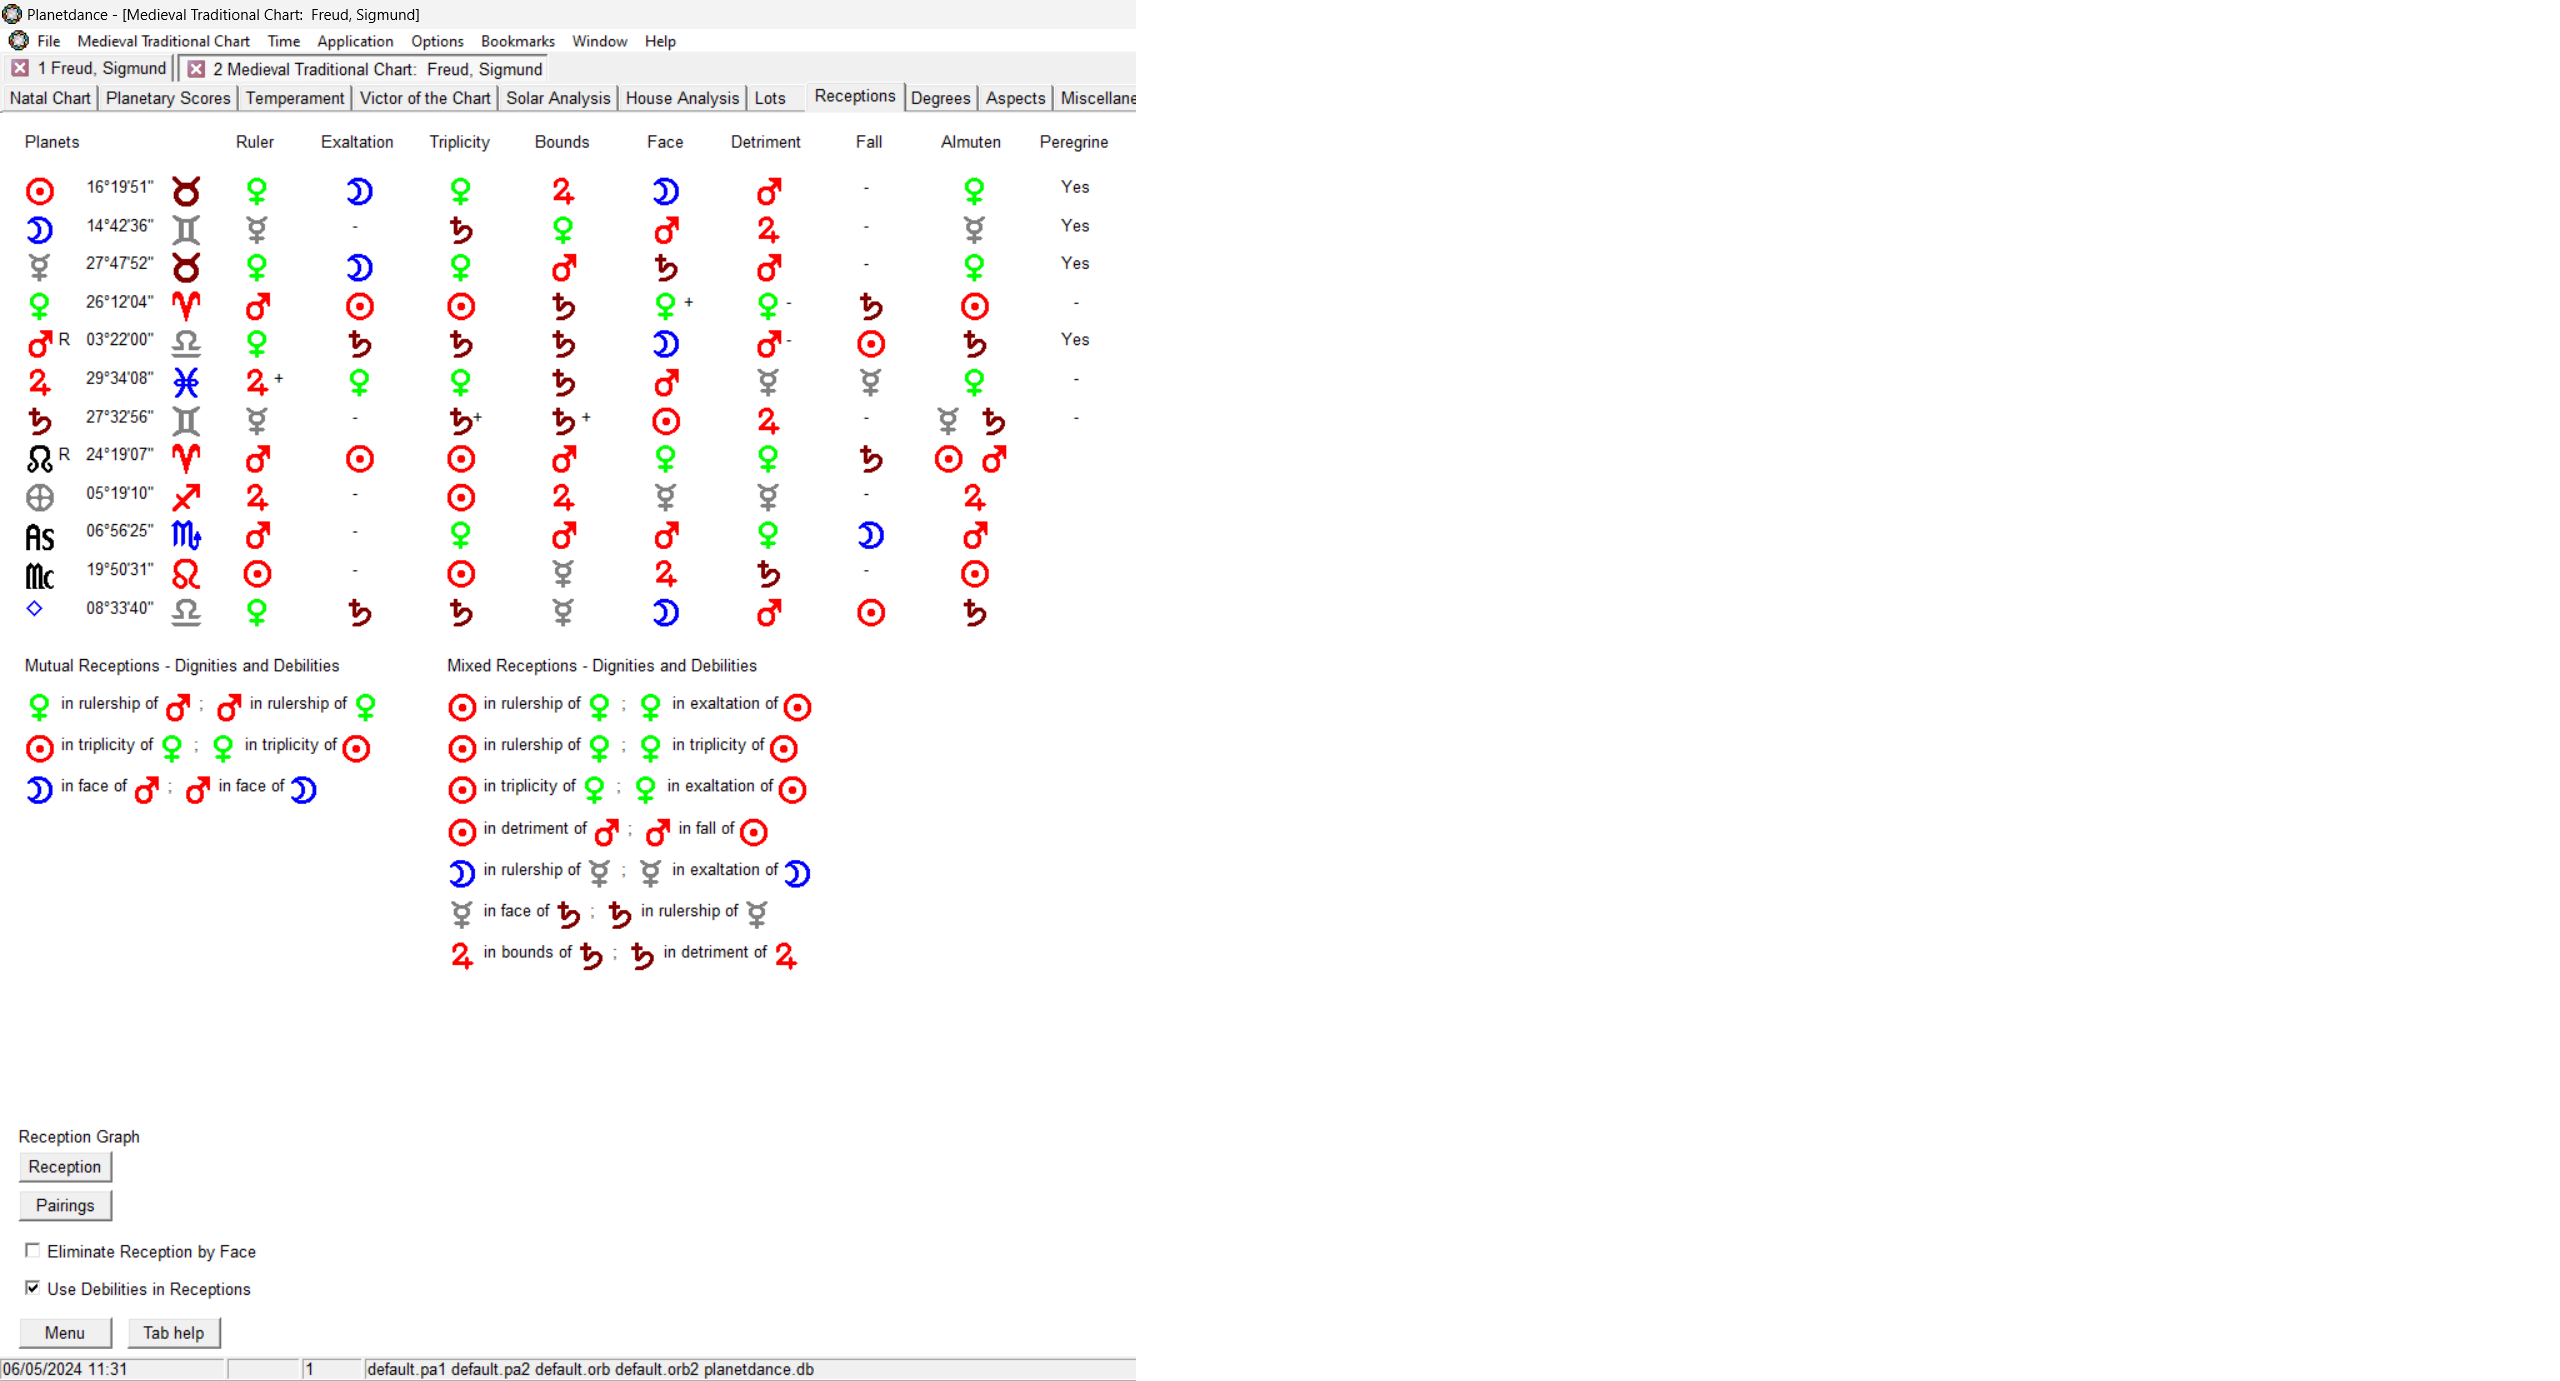 Planetdance - [Medieval Traditional Chart:  Freud, Sigmund]
File Medieval Traditional Chart Time Application Options Bookmarks Window Help
1 Freud, Sigmund 2 Medieval Traditional Chart:  Freud, Sigmund
Natal Chart Planetary Scores Temperament Victor of the Chart Solar Analysis House Analysis Lots Receptions Degrees Aspects Miscellane
Planets Ruler Exaltation Triplicity Bounds Face Detriment Fall Almuten Peregrine
☉ 16°19'51" ♉ ♀ ☽ ♀ ♃ ☽ ♂ - ♀ Yes
☽ 14°42'36" ♊ ☿ - ♄ ♀ ♂ ♃ - ☿ Yes
☿ 27°47'52" ♉ ♀ ☽ ♀ ♂ ♄ ♂ - ♀ Yes
♀ 26°12'04" ♈ ♂ ☉ ☉ ♄ ♀ + ♀ - ♄ ☉ -
♂ R 03°22'00" ♎ ♀ ♄ ♄ ♄ ☽ ♂ - ☉ ♄ Yes
♃ 29°34'08" ♓ ♃ + ♀ ♀ ♄ ♂ ☿ ☿ ♀ -
♄ 27°32'56" ♊ ☿ - ♄+ ♄ + ☉ ♃ - ☿ ♄ -
☊ R 24°19'07" ♈ ♂ ☉ ☉ ♂ ♀ ♀ ♄ ☉ ♂
⊕ 05°19'10" ♐ ♃ - ☉ ♃ ☿ ☿ - ♃
As 06°56'25" ♏ ♂ - ♀ ♂ ♂ ♀ ☽ ♂
Mc 19°50'31" ♌ ☉ - ☉ ☿ ♃ ♄ - ☉
◇ 08°33'40" ♎ ♀ ♄ ♄ ☿ ☽ ♂ ☉ ♄
Mutual Receptions - Dignities and Debilities
♀ in rulership of ♂ ; ♂ in rulership of ♀
☉ in triplicity of ♀ ; ♀ in triplicity of ☉
☽ in face of ♂ ; ♂ in face of ☽
Mixed Receptions - Dignities and Debilities
☉ in rulership of ♀ ; ♀ in exaltation of ☉
☉ in rulership of ♀ ; ♀ in triplicity of ☉
☉ in triplicity of ♀ ; ♀ in exaltation of ☉
☉ in detriment of ♂ ; ♂ in fall of ☉
☽ in rulership of ☿ ; ☿ in exaltation of ☽
☿ in face of ♄ ; ♄ in rulership of ☿
♃ in bounds of ♄ ; ♄ in detriment of ♃
Reception Graph
Reception
Pairings
Eliminate Reception by Face
Use Debilities in Receptions
Menu Tab help
06/05/2024 11:31 1 default.pa1 default.pa2 default.orb default.orb2 planetdance.db